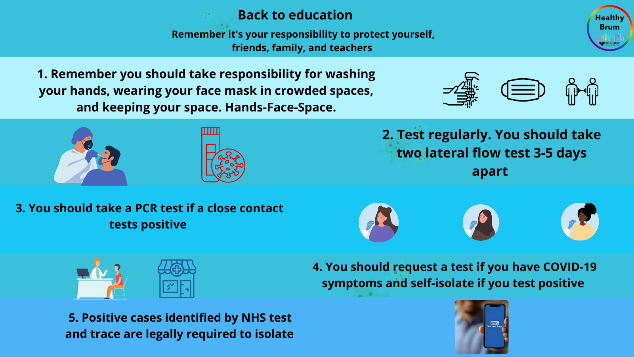 Back to education
Remember it's your responsibility to protect yourself,
friends, family, and teachers
Healthy
Brum
1. Remember you should take responsibility for washing
your hands, wearing your face mask in crowded spaces,
and keeping your space. Hands-Face-Space.
2. Test regularly. You should take
two lateral flow test 3-5 days
apart
3. You should take a PCR test if a close contact
tests positive
4. You should request a test if you have COVID-19
symptoms and self-isolate if you test positive
5. Positive cases identified by NHS test
and trace are legally required to isolate